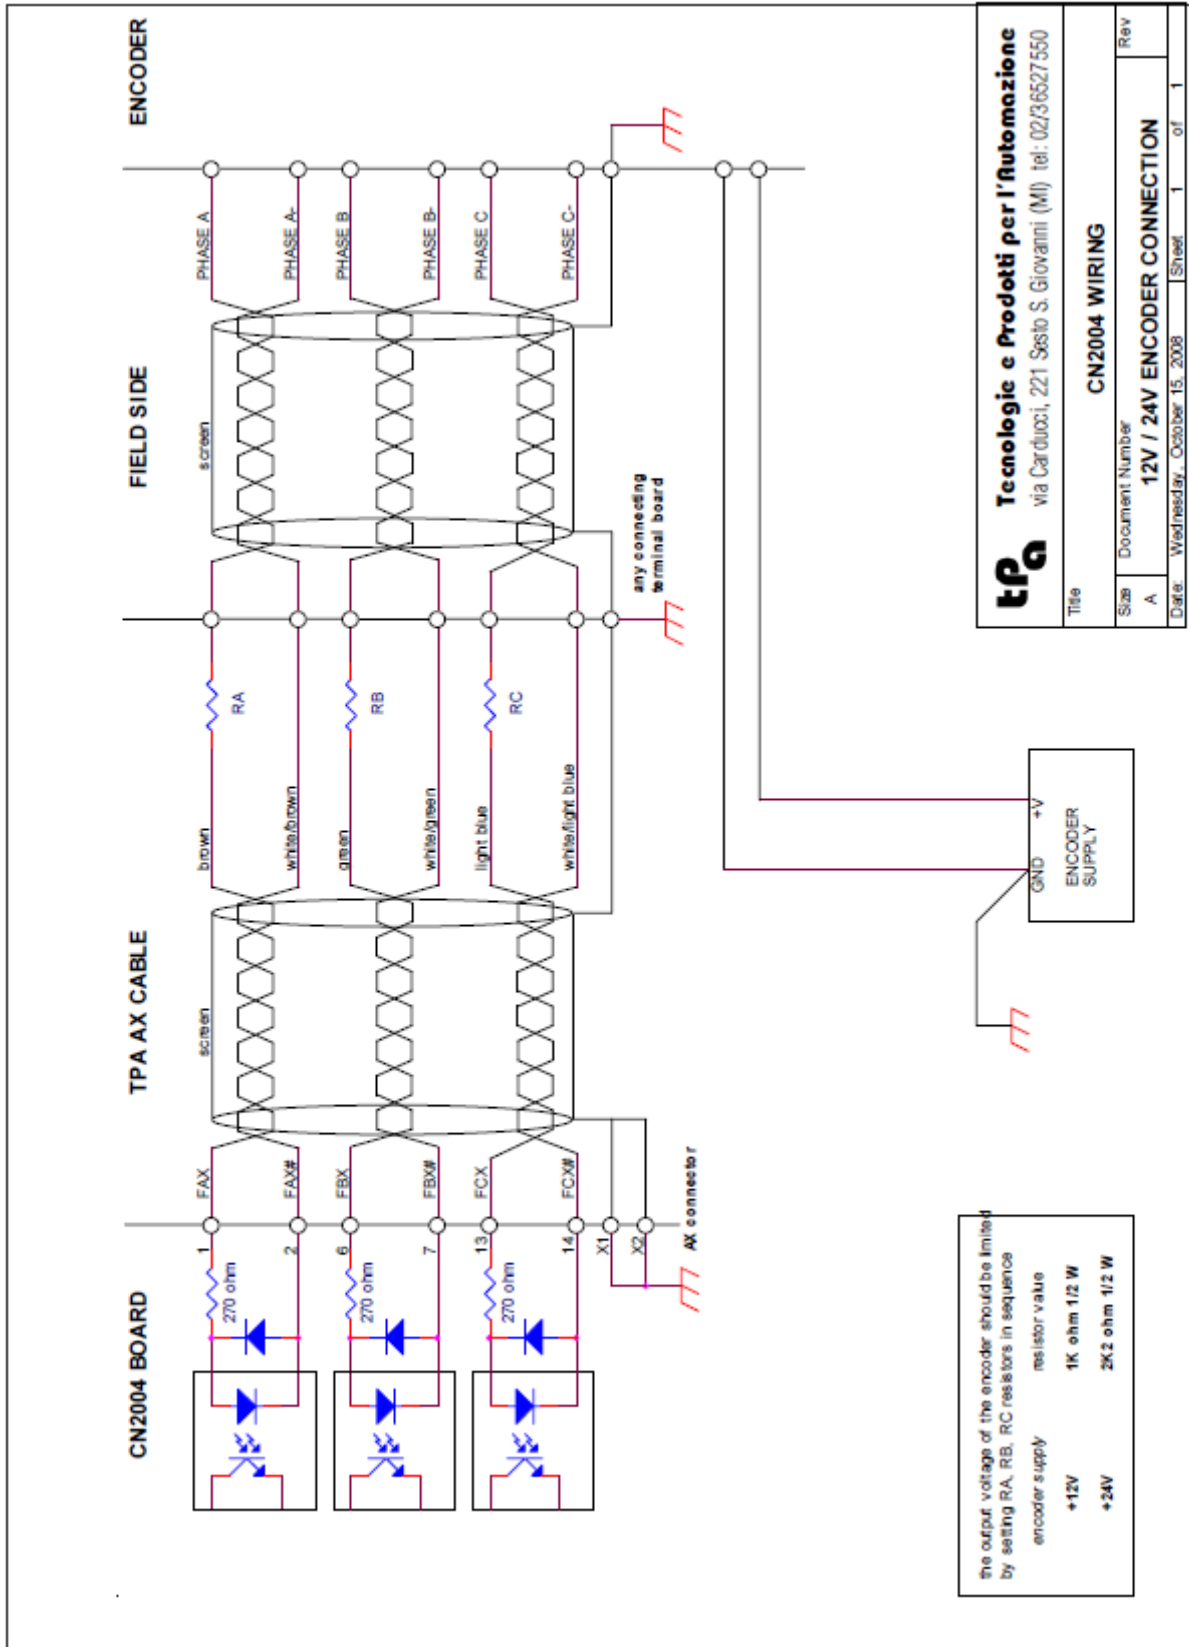 CN2004 BOARD
TPA AX CABLE
FIELD SIDE
ENCODER
1
270 ohm
FAX
screen
brown
RA
screen
PHASE A
2
FAX#
white/brown
PHASE A-
6
270 ohm
FBX
green
RB
PHASE B
7
FBX#
white/green
PHASE B-
13
270 ohm
FCX
light blue
RC
PHASE C
14
FCX#
white/light blue
PHASE C-
X1
X2
AX connector
any connecting
terminal board
GND
+V
ENCODER
SUPPLY
the output voltage of the encoder should be limited
by setting RA, RB, RC resistors in sequence
encoder supply resistor value
+12V 1K ohm 1/2 W
+24V 2K2 ohm 1/2 W
tpa Tecnologie e Prodotti per l'Automazione
via Carducci, 221 Sesto S. Giovanni (MI) tel: 02/36527550
Title
CN2004 WIRING
Size Document Number Rev
A 12V / 24V ENCODER CONNECTION
Date: Wednesday, October 15, 2008 Sheet 1 of 1